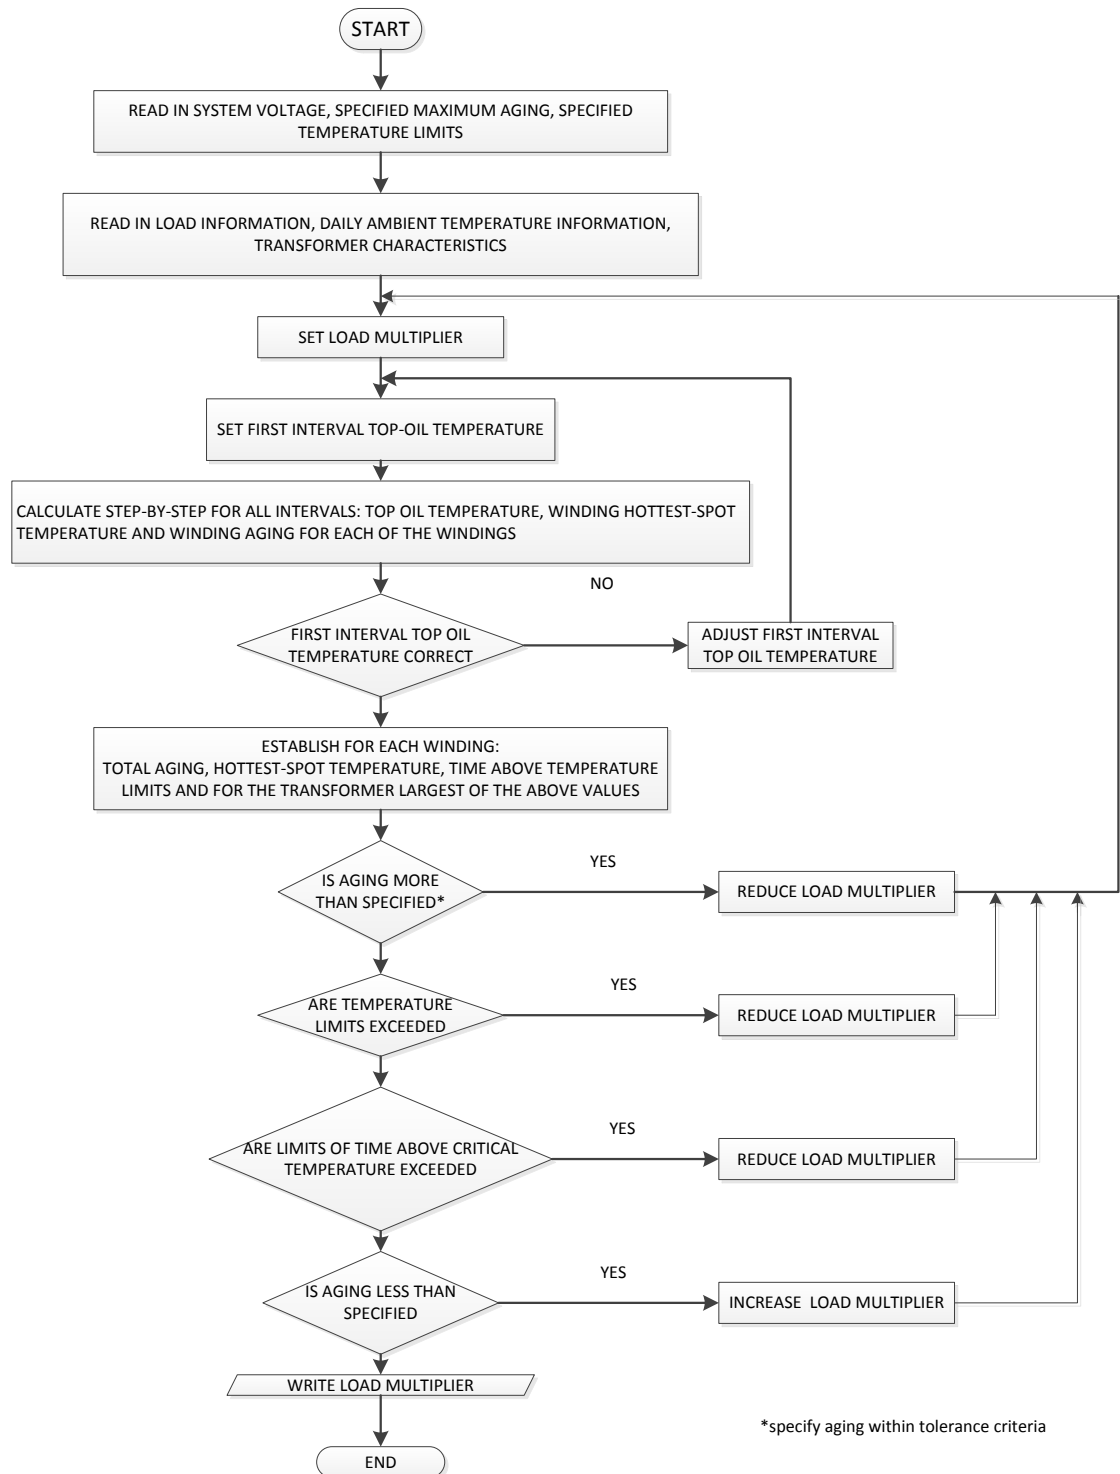 START
READ IN SYSTEM VOLTAGE, SPECIFIED MAXIMUM AGING, SPECIFIED
TEMPERATURE LIMITS
READ IN LOAD INFORMATION, DAILY AMBIENT TEMPERATURE INFORMATION,
TRANSFORMER CHARACTERISTICS
SET LOAD MULTIPLIER
SET FIRST INTERVAL TOP-OIL TEMPERATURE
CALCULATE STEP-BY-STEP FOR ALL INTERVALS: TOP OIL TEMPERATURE, WINDING HOTTEST-SPOT
TEMPERATURE AND WINDING AGING FOR EACH OF THE WINDINGS
NO
FIRST INTERVAL TOP OIL
TEMPERATURE CORRECT
ADJUST FIRST INTERVAL
TOP OIL TEMPERATURE
ESTABLISH FOR EACH WINDING:
TOTAL AGING, HOTTEST-SPOT TEMPERATURE, TIME ABOVE TEMPERATURE
LIMITS AND FOR THE TRANSFORMER LARGEST OF THE ABOVE VALUES
YES
IS AGING MORE
THAN SPECIFIED*
REDUCE LOAD MULTIPLIER
YES
ARE TEMPERATURE
LIMITS EXCEEDED
REDUCE LOAD MULTIPLIER
YES
ARE LIMITS OF TIME ABOVE CRITICAL
TEMPERATURE EXCEEDED
REDUCE LOAD MULTIPLIER
YES
IS AGING LESS THAN
SPECIFIED
INCREASE  LOAD MULTIPLIER
WRITE LOAD MULTIPLIER
*specify aging within tolerance criteria
END